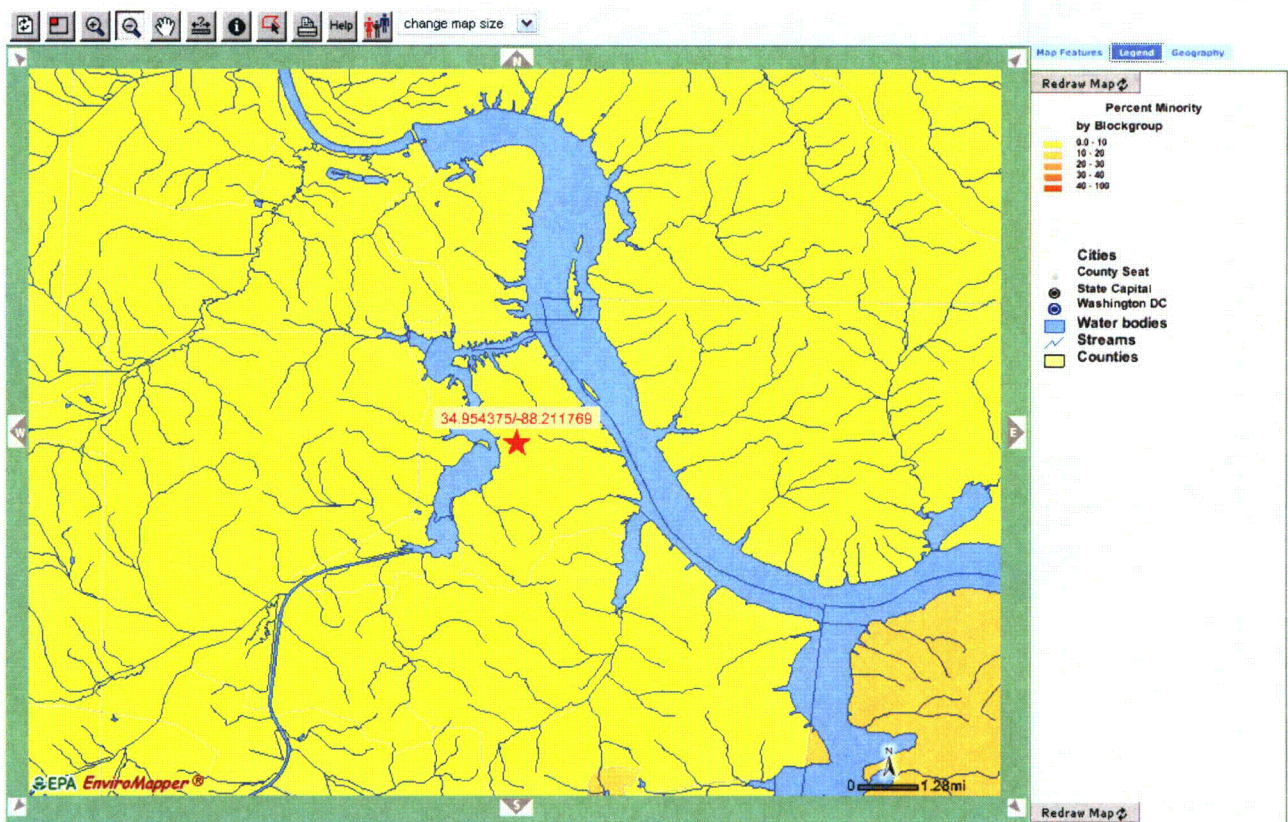 Help change map size
Map Features Legend Geography
N
Redraw Map
Percent Minority
by Blockgroup
0.0 - 10
10 - 20
20 - 30
30 - 40
40 - 100
Cities
County Seat
State Capital
Washington DC
Water bodies
Streams
Counties
34.954375/-88.211769
W
E
N
EPA EnviroMapper ®
0 1.28mi
S
Redraw Map